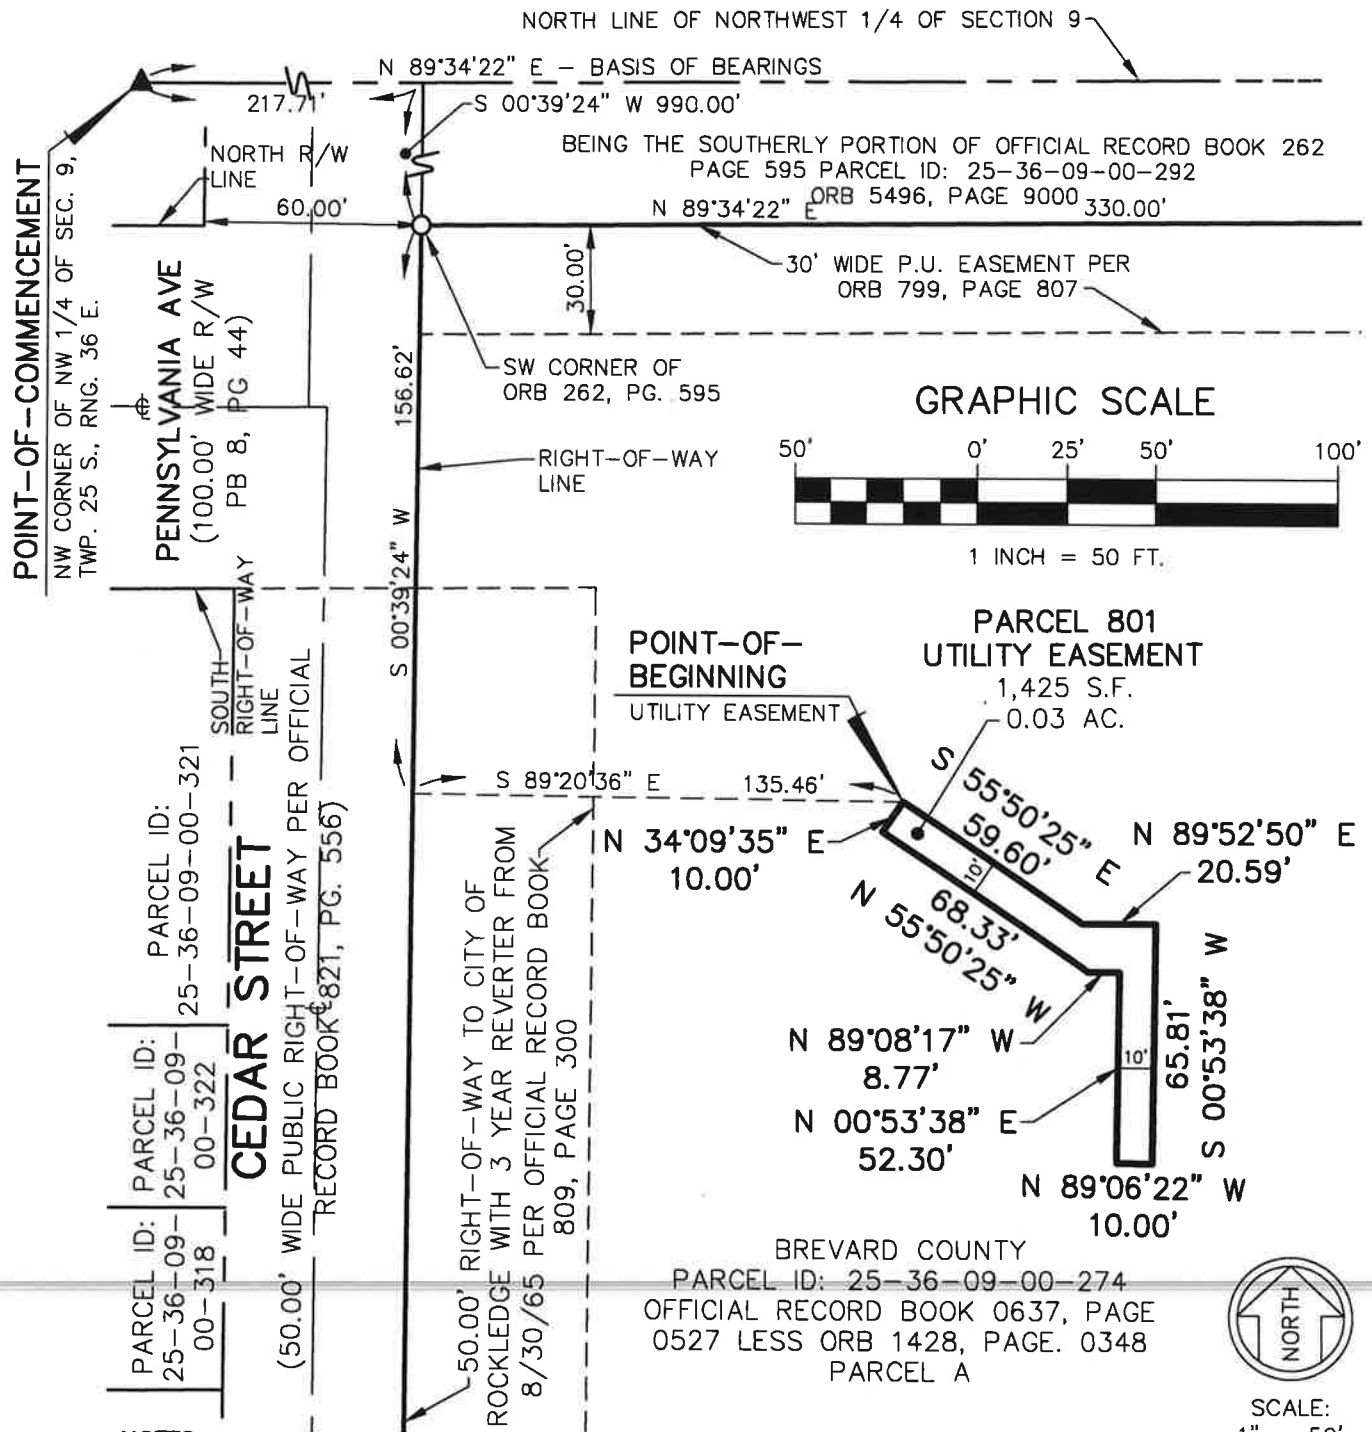 NORTH LINE OF NORTHWEST 1/4 OF SECTION 9
N 89°34'22" E – BASIS OF BEARINGS
217.71'
S 00°39'24" W 990.00'
BEING THE SOUTHERLY PORTION OF OFFICIAL RECORD BOOK 262
PAGE 595 PARCEL ID: 25-36-09-00-292
ORB 5496, PAGE 9000
NORTH R/W
LINE
60.00'
N 89°34'22" E
330.00'
POINT-OF-COMMENCEMENT
NW CORNER OF NW 1/4 OF SEC. 9,
TWP. 25 S., RNG. 36 E.
30.00'
30' WIDE P.U. EASEMENT PER
ORB 799, PAGE 807
PENNSYLVANIA AVE
(100.00' WIDE R/W
PB 8, PG 44)
156.62'
SW CORNER OF
ORB 262, PG. 595
GRAPHIC SCALE
50' 0' 25' 50' 100'
1 INCH = 50 FT.
RIGHT-OF-WAY
LINE
S 00°39'24" W
SOUTH
RIGHT-OF-WAY
LINE
POINT-OF-
BEGINNING
UTILITY EASEMENT
PARCEL 801
UTILITY EASEMENT
1,425 S.F.
0.03 AC.
S 89°20'36" E
135.46'
PARCEL ID:
25-36-09-00-321
CEDAR STREET
(50.00' WIDE PUBLIC RIGHT-OF-WAY PER OFFICIAL
RECORD BOOK 821, PG. 556)
50.00' RIGHT-OF-WAY TO CITY OF
ROCKLEDGE WITH 3 YEAR REVERTER FROM
8/30/65 PER OFFICIAL RECORD BOOK
809, PAGE 300
N 34°09'35" E
10.00'
S 55°50'25" E
59.60'
10'
68.33'
N 55°50'25" W
N 89°52'50" E
20.59'
N 89°08'17" W
8.77'
10'
65.81'
S 00°53'38" W
N 00°53'38" E
52.30'
N 89°06'22" W
10.00'
PARCEL ID:
25-36-09-
00-322
PARCEL ID:
25-36-09-
00-318
BREVARD COUNTY
PARCEL ID: 25-36-09-00-274
OFFICIAL RECORD BOOK 0637, PAGE
0527 LESS ORB 1428, PAGE. 0348
PARCEL A
NORTH
SCALE: